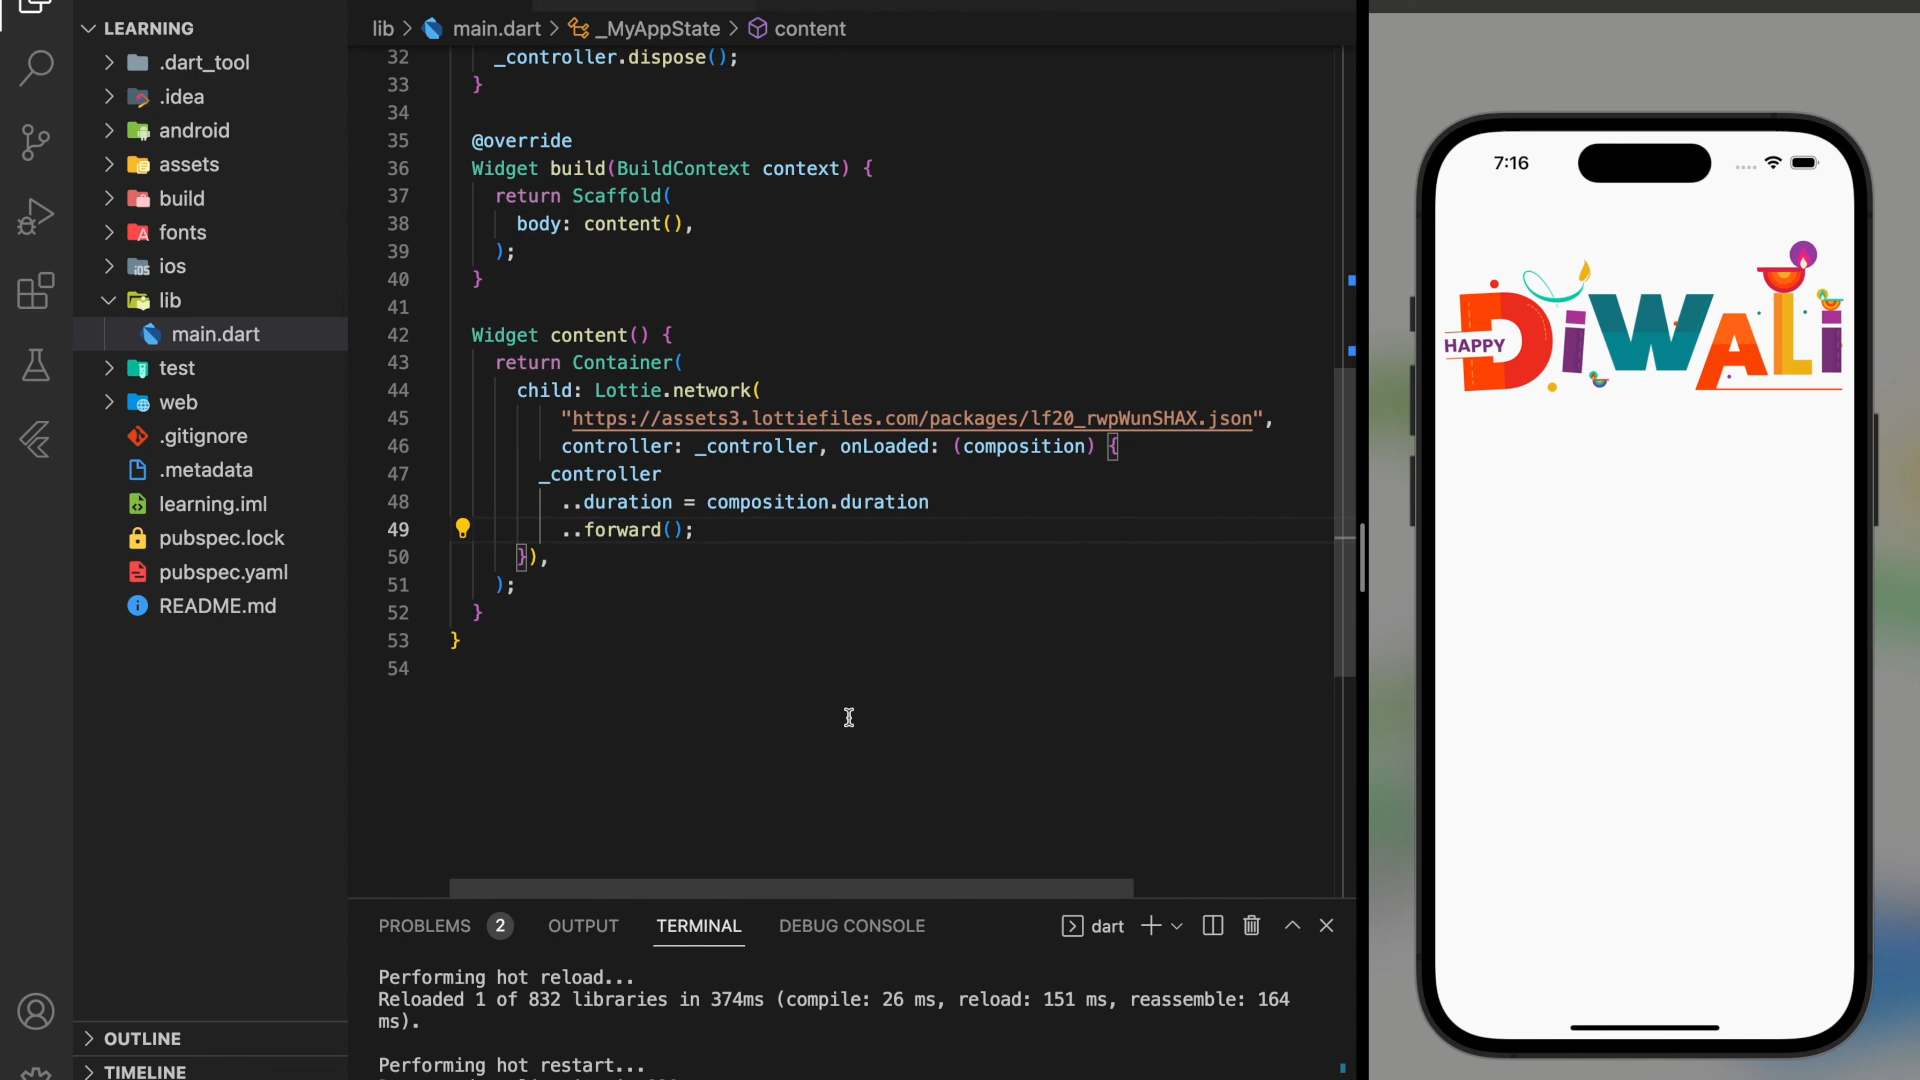 LEARNING
.dart_tool
.idea
android
assets
build
fonts
ios
lib
main.dart
test
web
.gitignore
.metadata
learning.iml
pubspec.lock
pubspec.yaml
README.md
OUTLINE
TIMELINE
lib > main.dart > _MyAppState > content
32 _controller.dispose();
33 }
34
35 @override
36 Widget build(BuildContext context) {
37 return Scaffold(
38 body: content(),
39 );
40 }
41
42 Widget content() {
43 return Container(
44 child: Lottie.network(
45 "https://assets3.lottiefiles.com/packages/lf20_rwpWunSHAX.json",
46 controller: _controller, onLoaded: (composition) {
47 _controller
48 ..duration = composition.duration
49 ..forward();
50 }),
51 );
52 }
53 }
54
PROBLEMS 2 OUTPUT TERMINAL DEBUG CONSOLE dart
Performing hot reload...
Reloaded 1 of 832 libraries in 374ms (compile: 26 ms, reload: 151 ms, reassemble: 164
ms).
Performing hot restart...
7:16
HAPPY
DiWALi